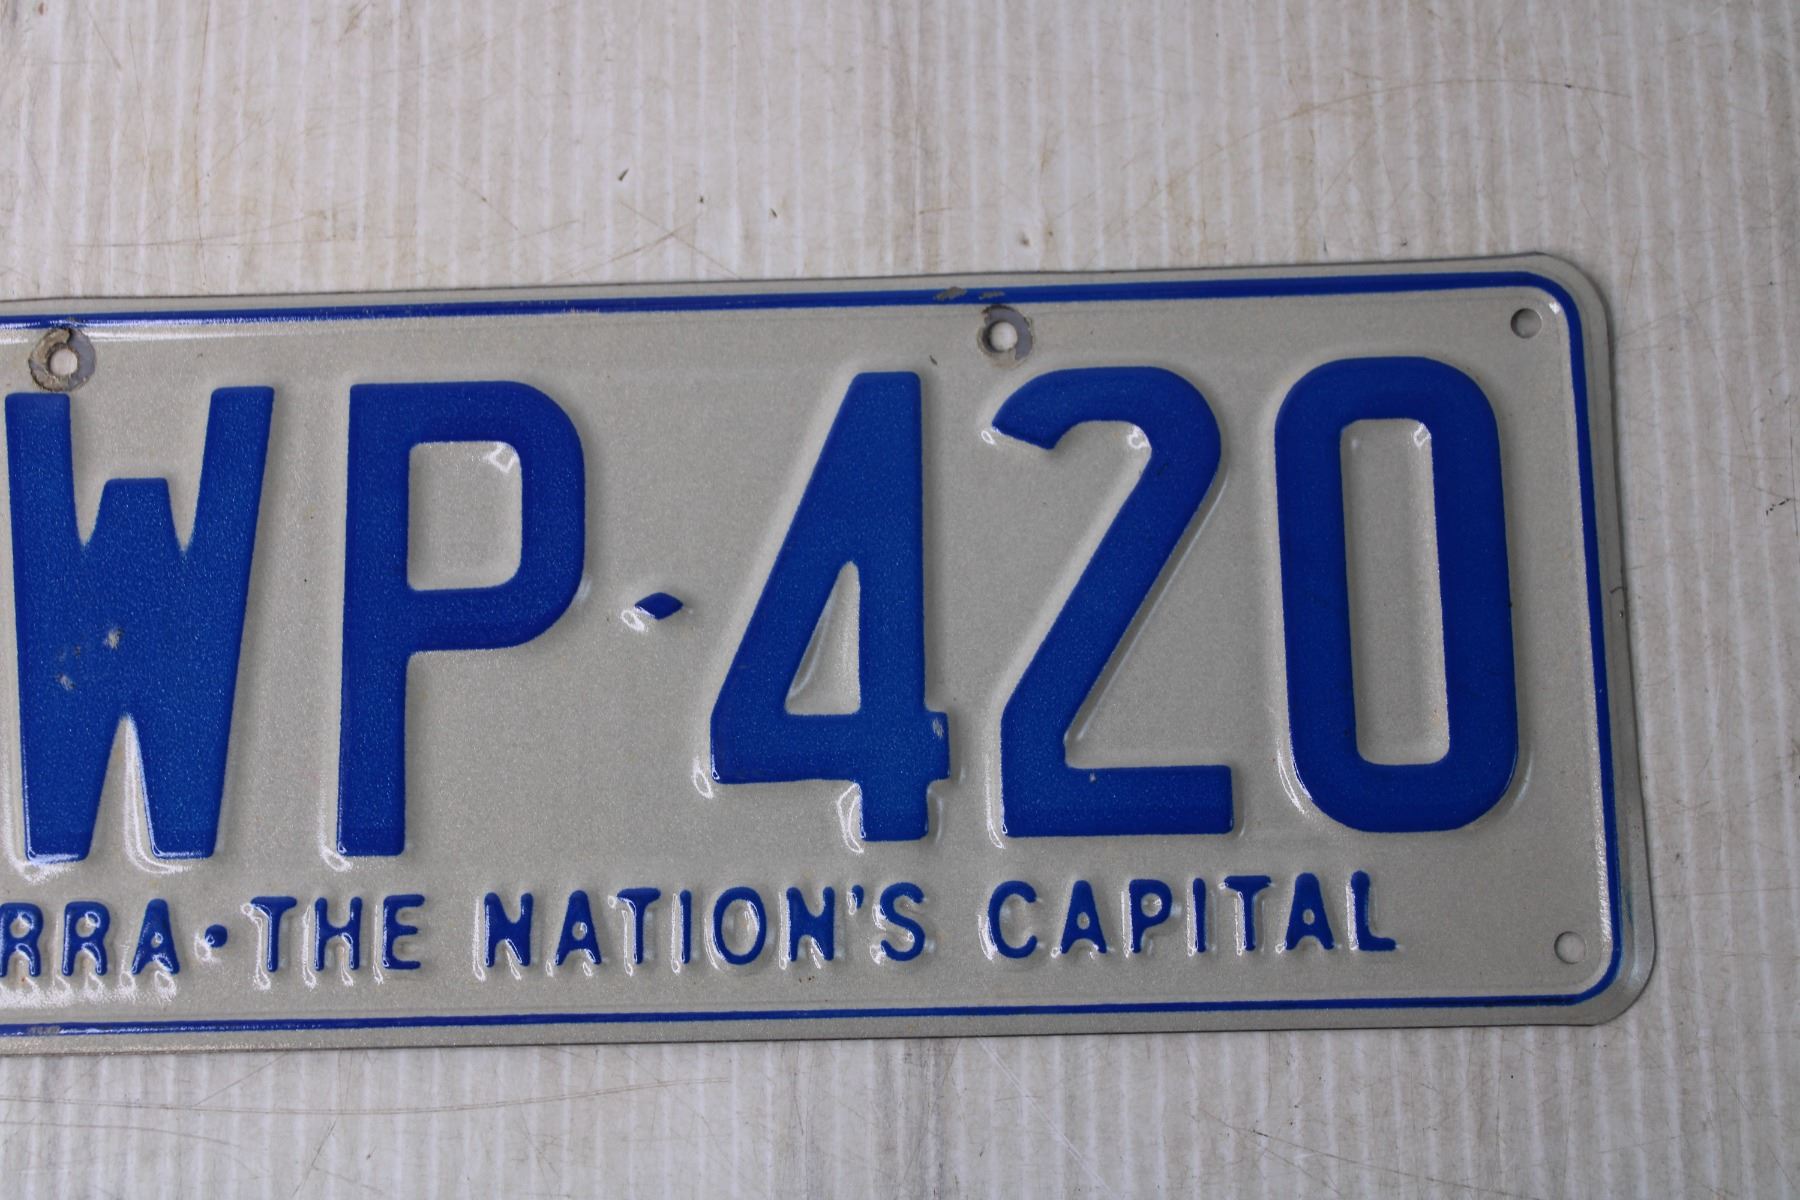 WP-420
RRA·THE NATION'S CAPITAL